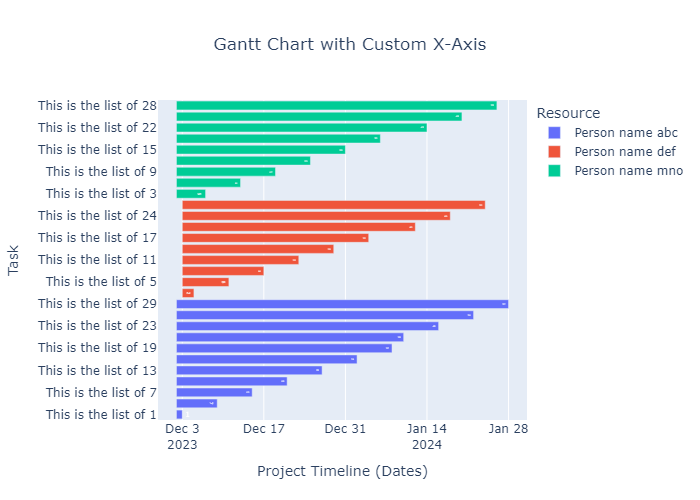 Gantt Chart with Custom X-Axis
This is the list of 28
This is the list of 22
This is the list of 15
This is the list of 9
This is the list of 3
This is the list of 24
This is the list of 17
This is the list of 11
This is the list of 5
This is the list of 29
This is the list of 23
This is the list of 19
This is the list of 13
This is the list of 7
This is the list of 1
Task
Dec 3
2023
Dec 17
Dec 31
Jan 14
2024
Jan 28
Project Timeline (Dates)
Resource
Person name abc
Person name def
Person name mno